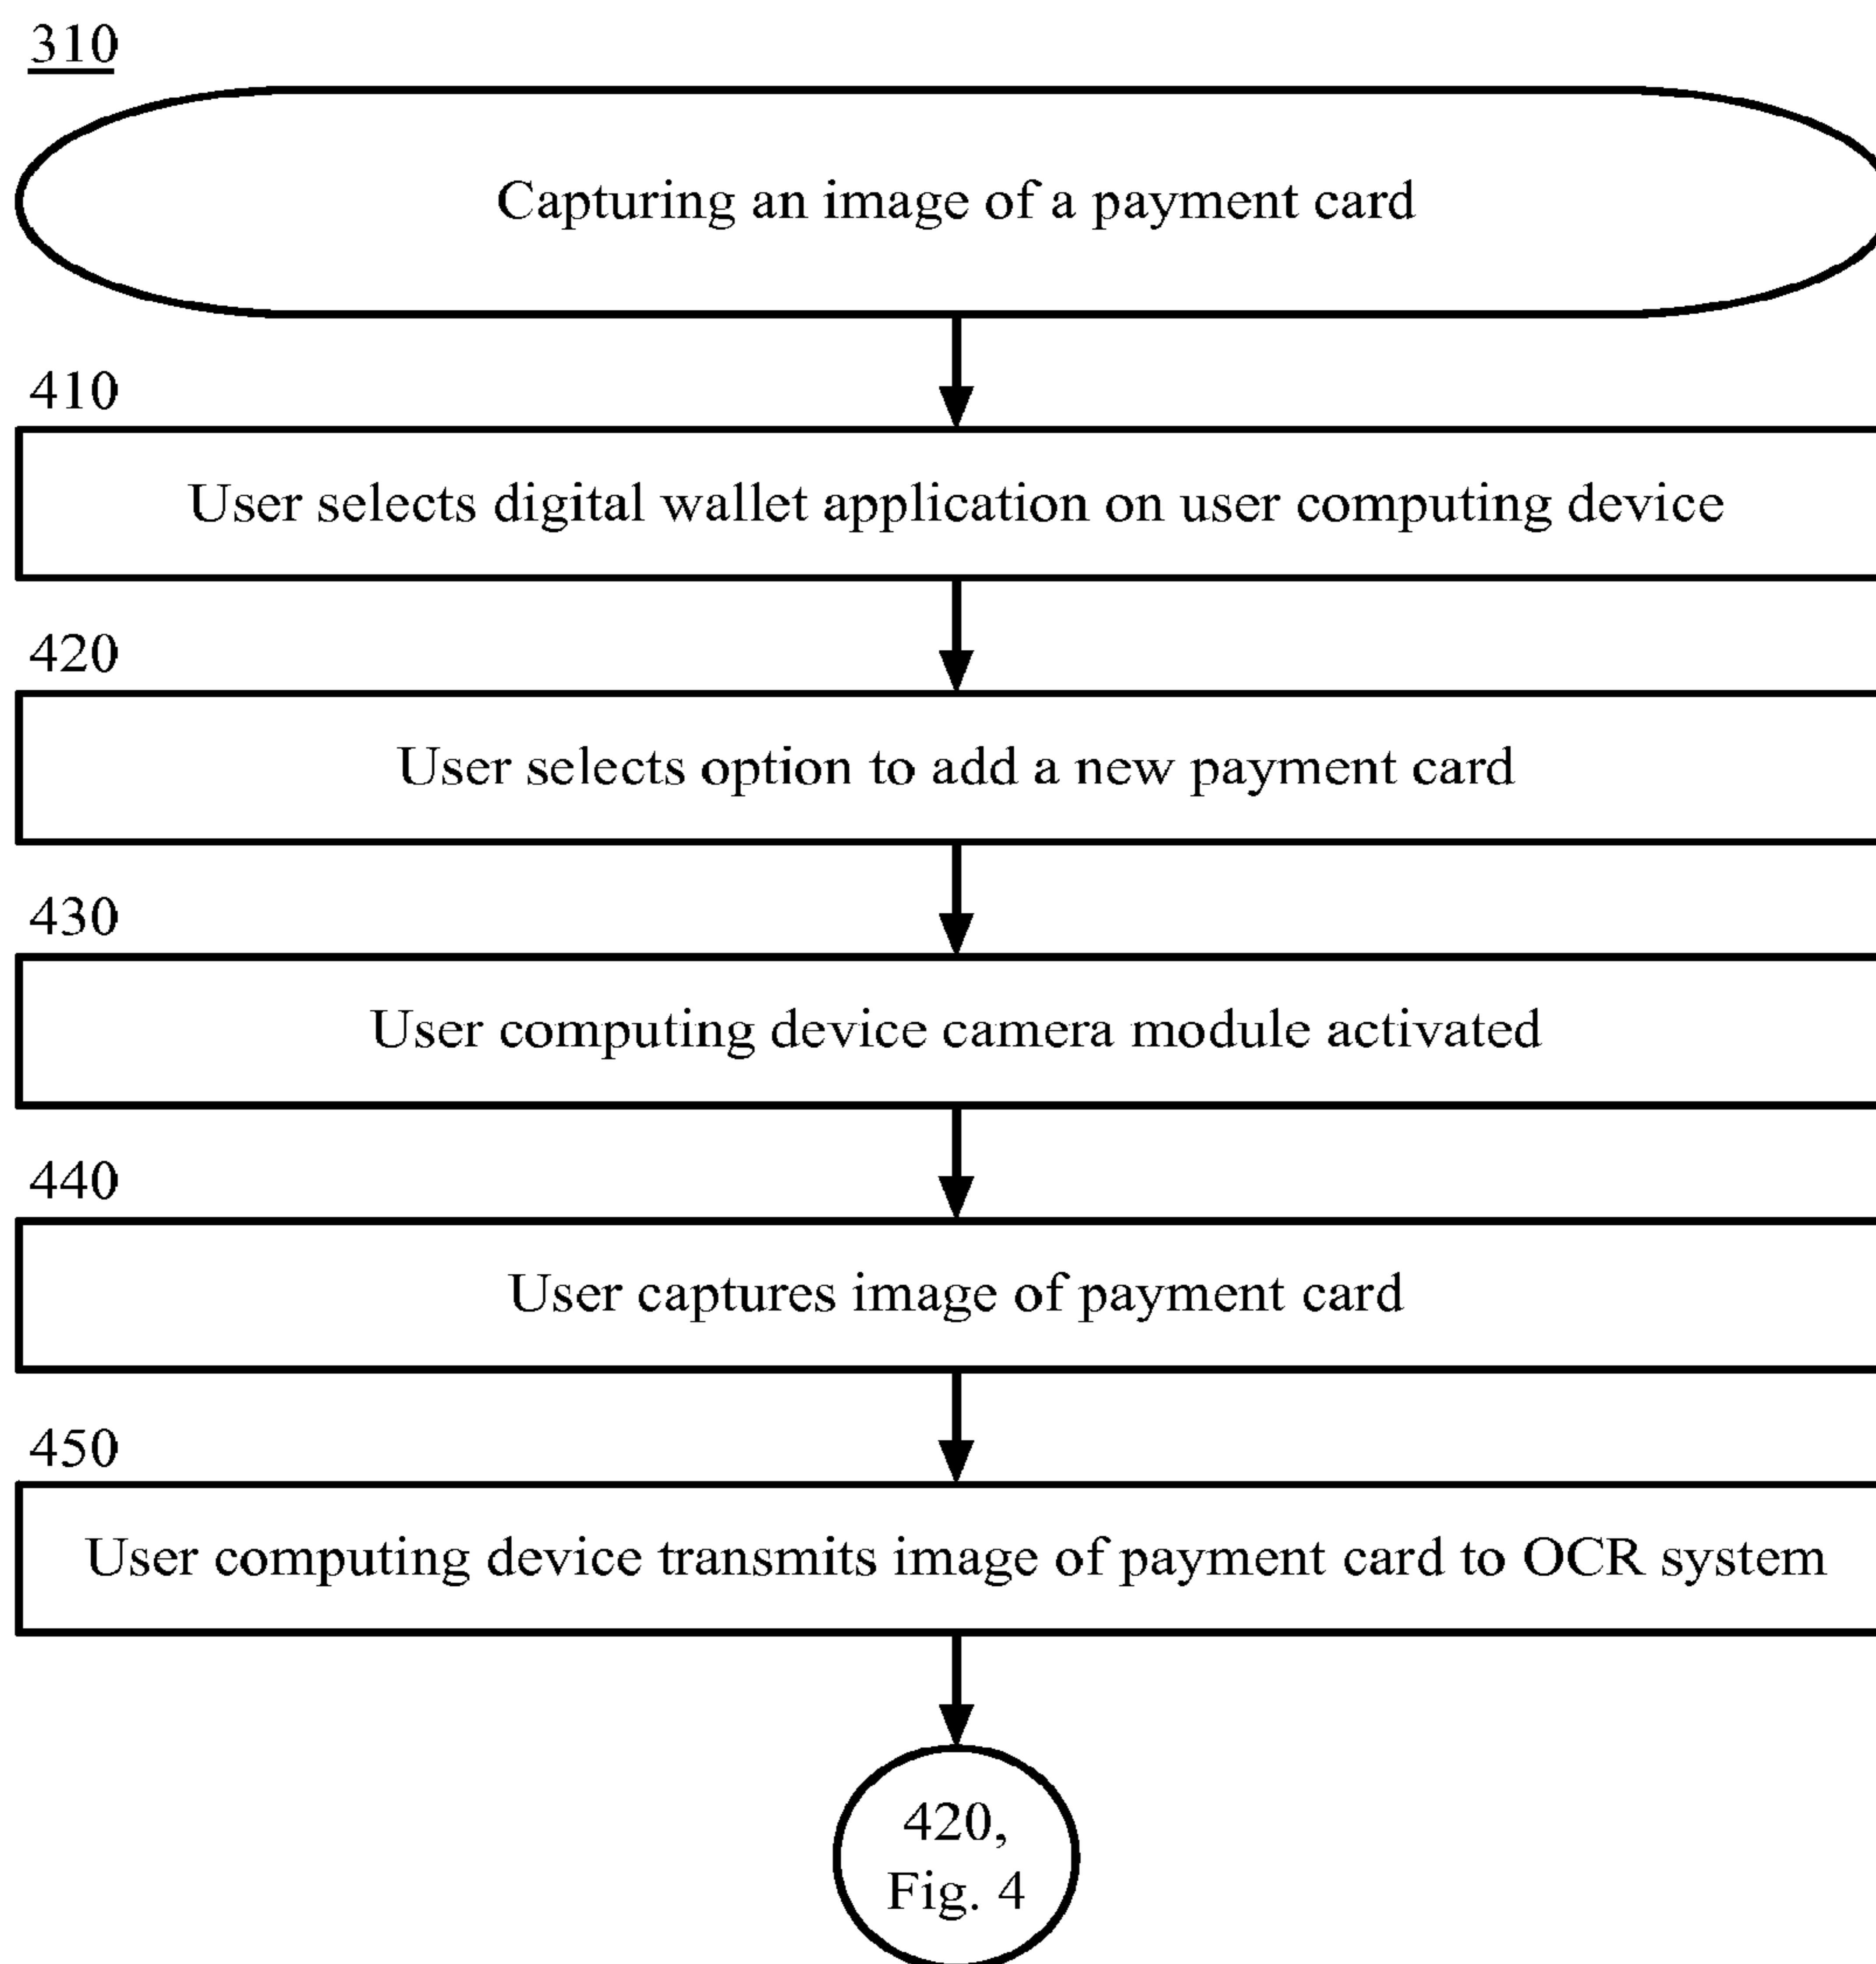 310
Capturing an image of a payment card
410
User selects digital wallet application on user computing device
420
User selects option to add a new payment card
430
User computing device camera module activated
440
User captures image of payment card
450
User computing device transmits image of payment card to OCR system
420,
Fig. 4